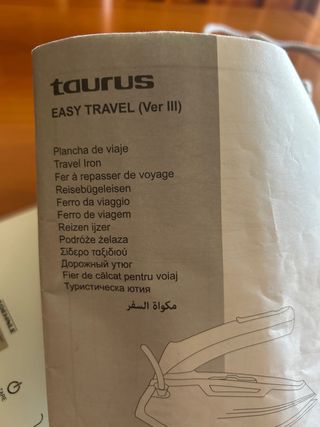 taurus
EASY TRAVEL (Ver III)
Plancha de viaje
Travel Iron
Fer à repasser de voyage
Reisebügeleisen
Ferro da viaggio
Ferro de viagem
Reizen ijzer
Podróże żelaza
Σίδερο ταξιδιού
Дорожный утюг
Fier de călcat pentru voiaj
Туристическа ютия
مكواة السفر
TARE